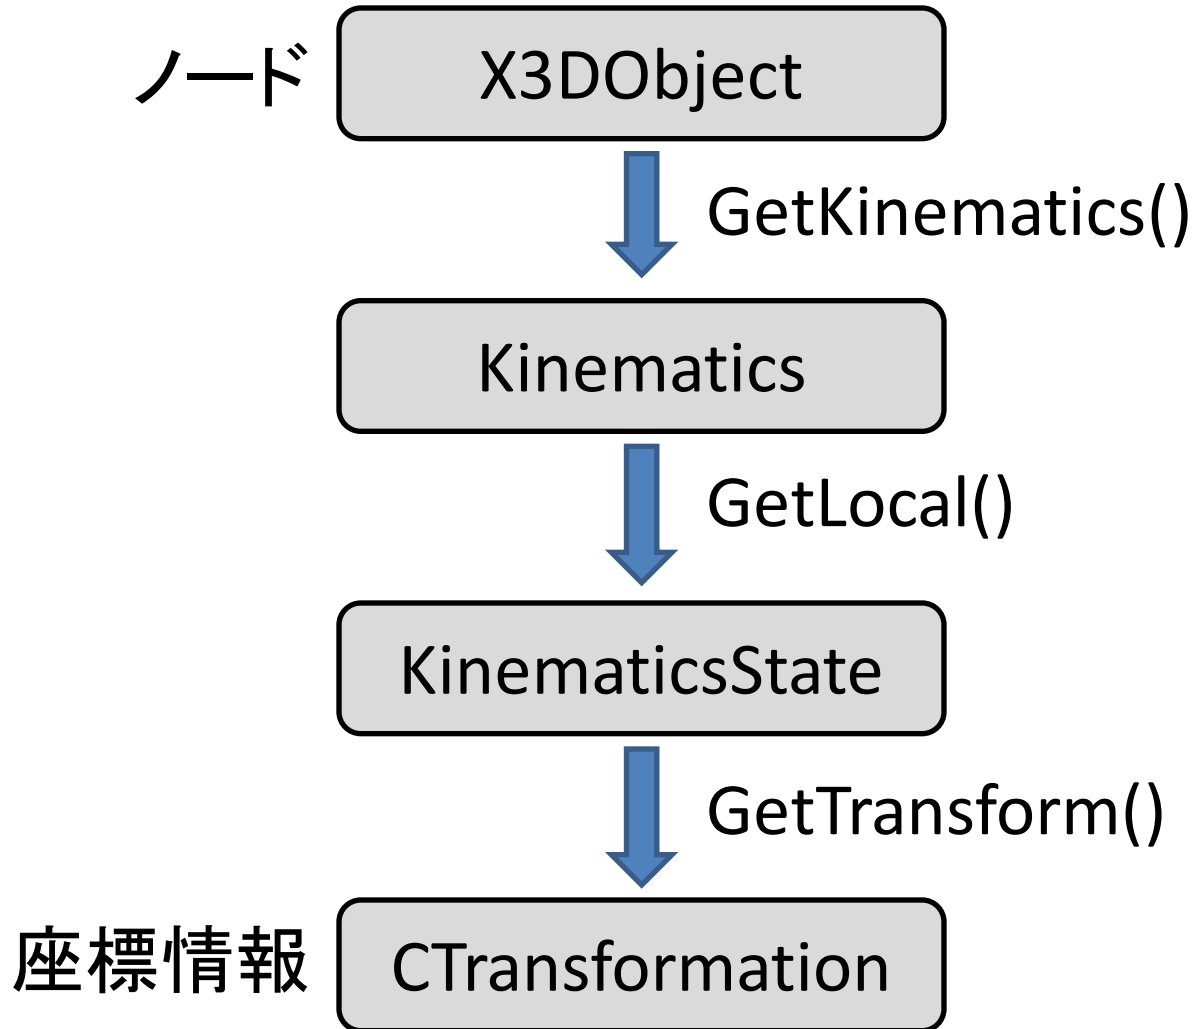 ノード
X3DObject
GetKinematics()
Kinematics
GetLocal()
KinematicsState
GetTransform()
座標情報
CTransformation